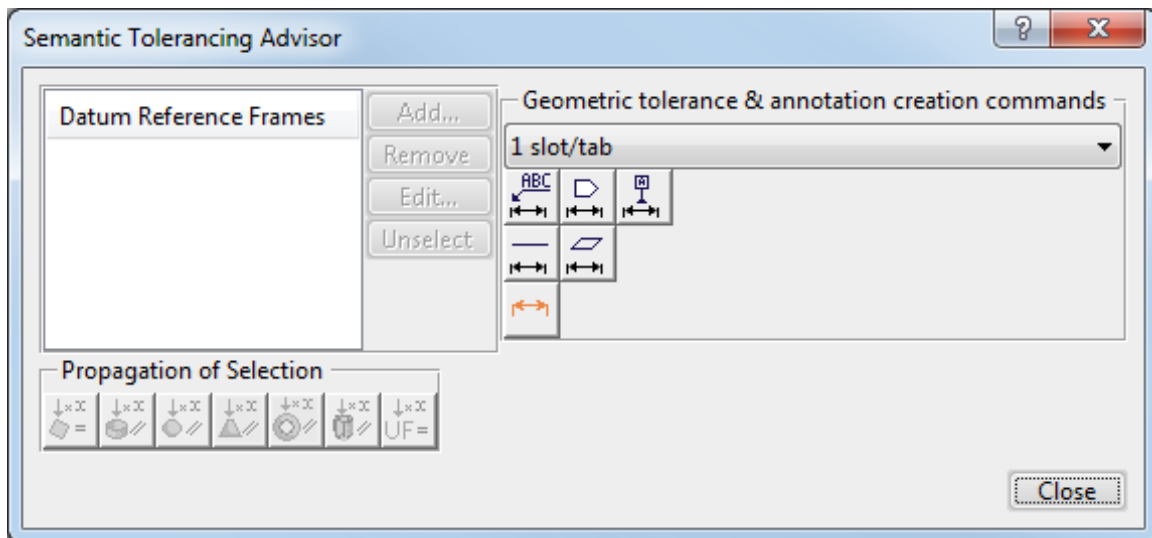 Semantic Tolerancing Advisor
?
Datum Reference Frames
Add...
Remove
Edit...
Unselect
Geometric tolerance & annotation creation commands
1 slot/tab
ABC
A
Propagation of Selection
UF=
Close